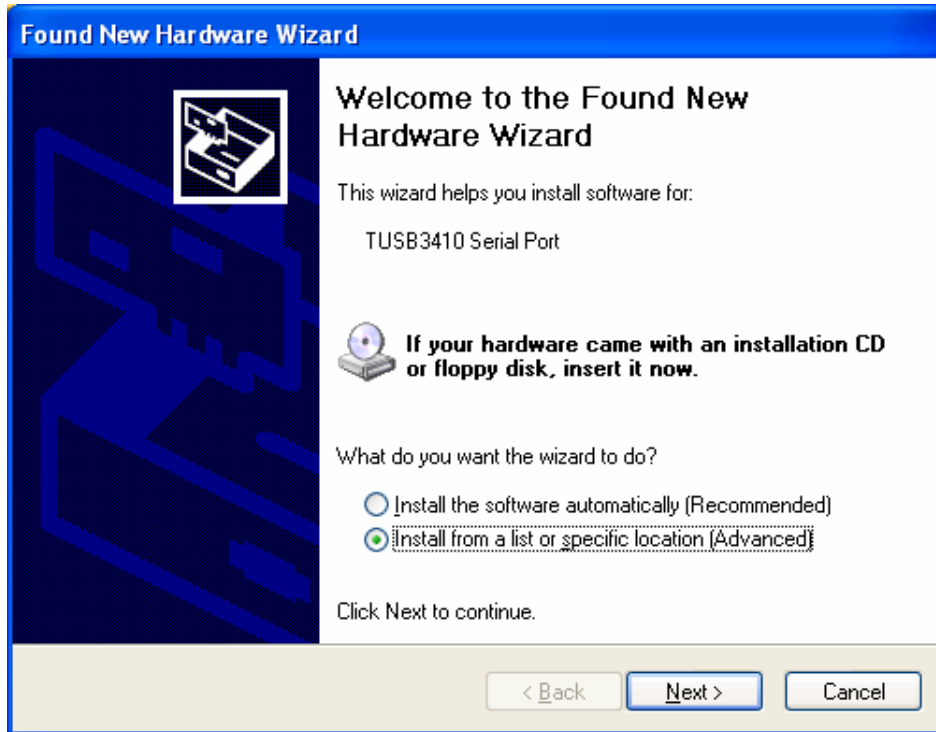 Found New Hardware Wizard
Welcome to the Found New
Hardware Wizard
This wizard helps you install software for:
TUSB3410 Serial Port
If your hardware came with an installation CD
or floppy disk, insert it now.
What do you want the wizard to do?
Install the software automatically (Recommended)
Install from a list or specific location (Advanced)
Click Next to continue.
< Back Next > Cancel